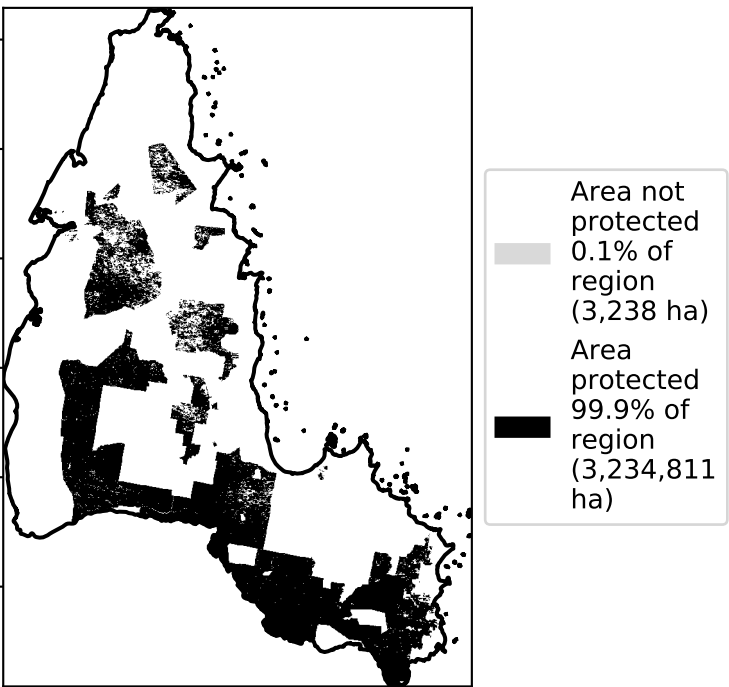 Area not
protected
0.1% of
region
(3,238 ha)
Area
protected
99.9% of
region
(3,234,811
ha)